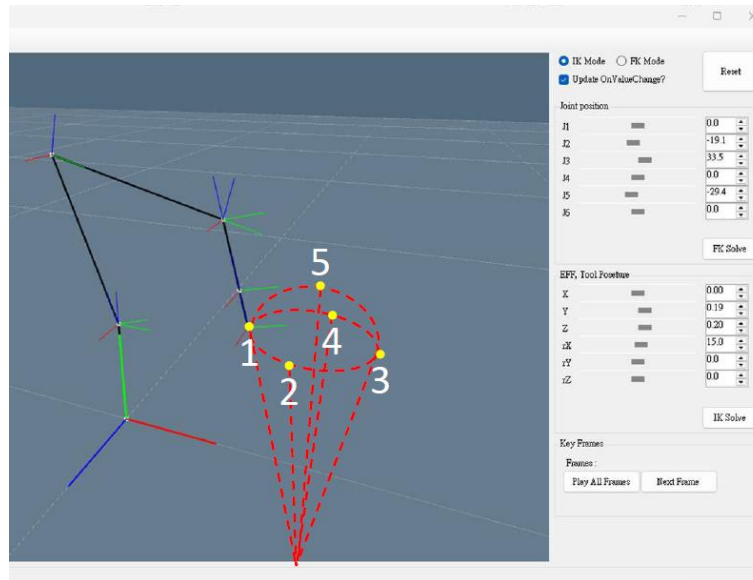 IK Mode FK Mode
Update OnValueChange?
Reset
Joint position
J1 0.0
J2 -19.1
J3 33.5
J4 0.0
J5 -29.4
J6 0.0
FK Solve
EFF, Tool Posture
X 0.00
Y 0.19
Z 0.20
rX 15.0
rY 0.0
rZ 0.0
IK Solve
Key Frames
Frames :
Play All Frames Next Frame
5
4
1
3
2